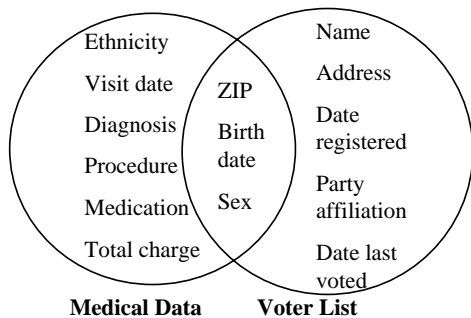 Ethnicity
Visit date
Diagnosis
Procedure
Medication
Total charge
ZIP
Birth
date
Sex
Name
Address
Date
registered
Party
affiliation
Date last
voted
Medical Data
Voter List